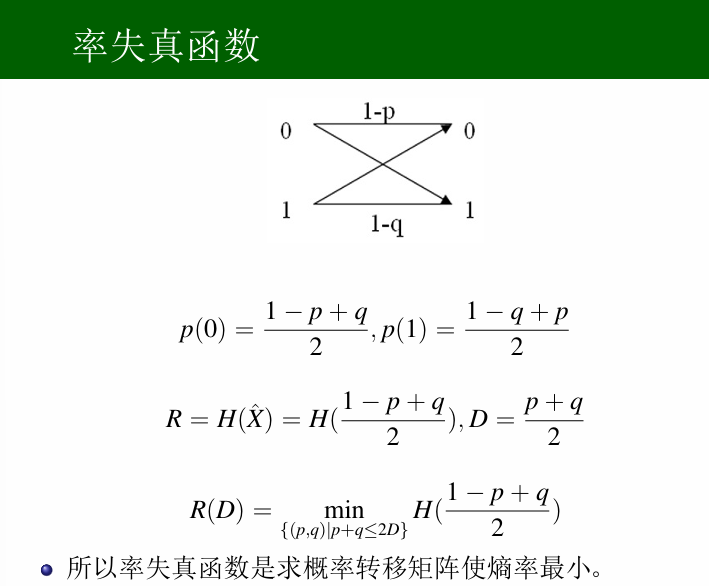 率失真函数
1-p
0 0
1 1
1-q
p(0) = \frac{1-p+q}{2}, p(1) = \frac{1-q+p}{2}
R = H(\hat{X}) = H(\frac{1-p+q}{2}), D = \frac{p+q}{2}
R(D) = \min_{\{(p,q)|p+q≤2D\}} H(\frac{1-p+q}{2})
所以率失真函数是求概率转移矩阵使熵率最小。